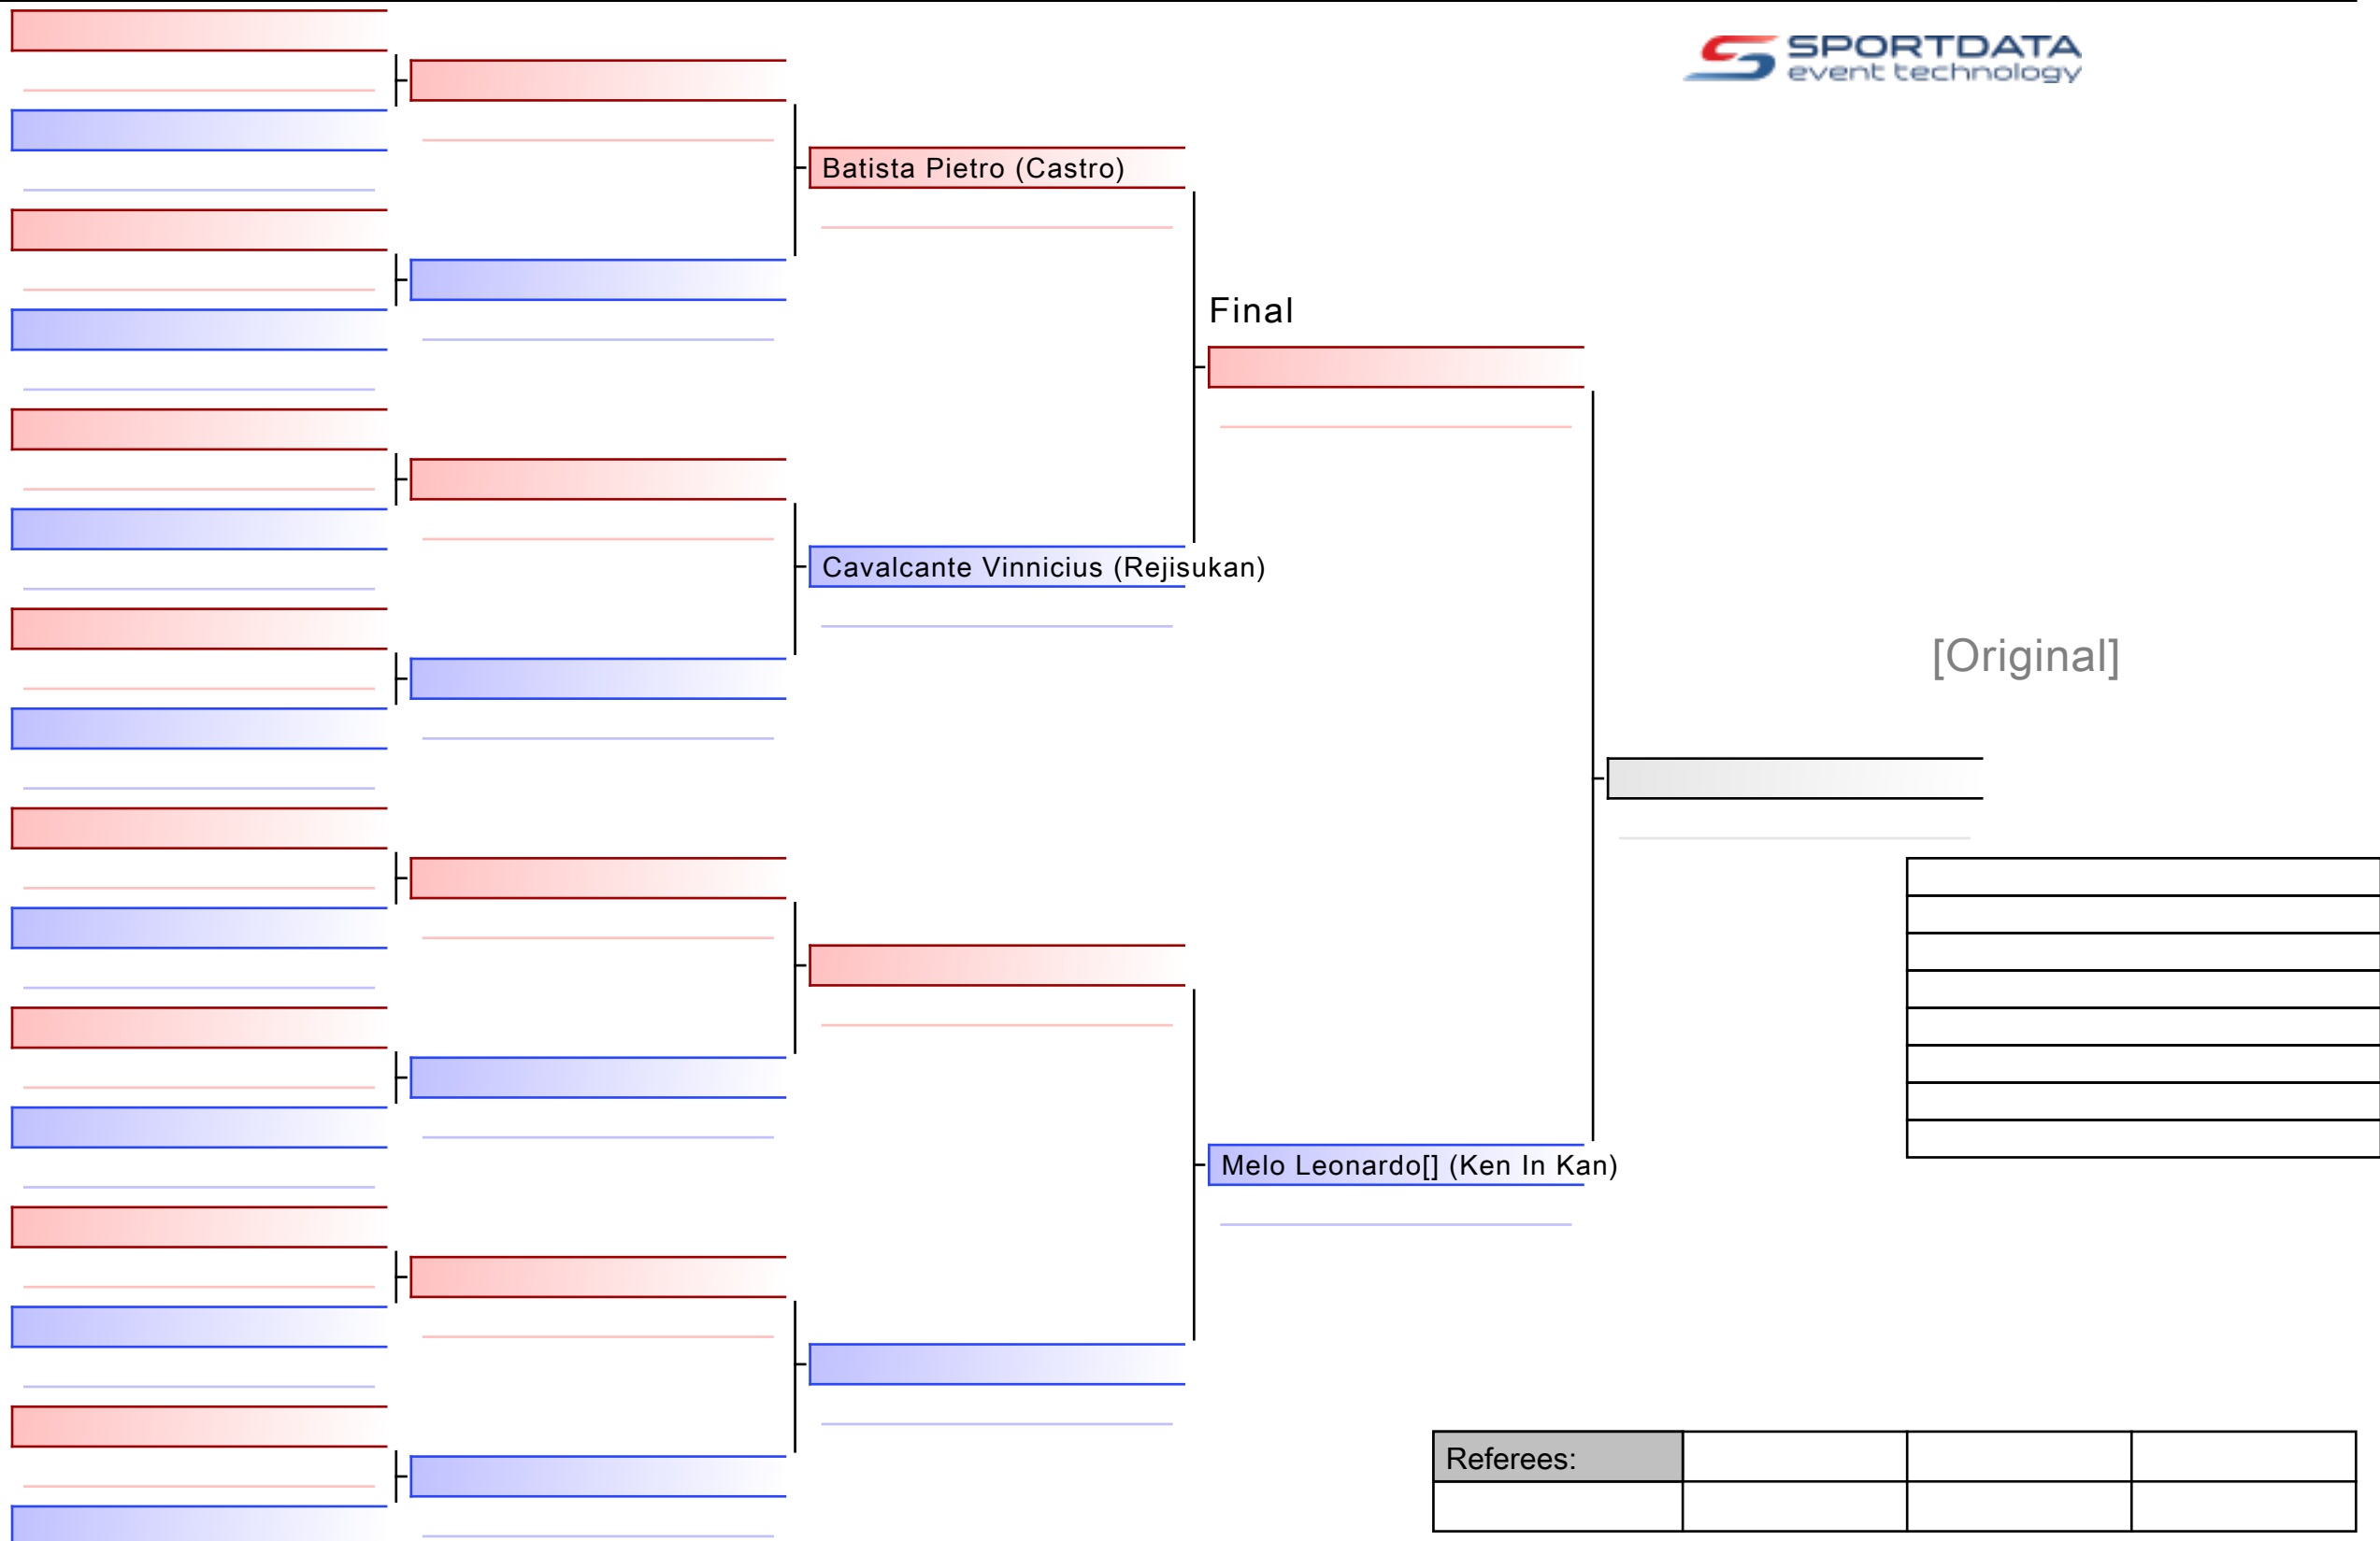 SPORTDATA
event technology
Batista Pietro (Castro)
Final
Cavalcante Vinnicius (Rejisukan)
[Original]
Melo Leonardo[] (Ken In Kan)
Referees: